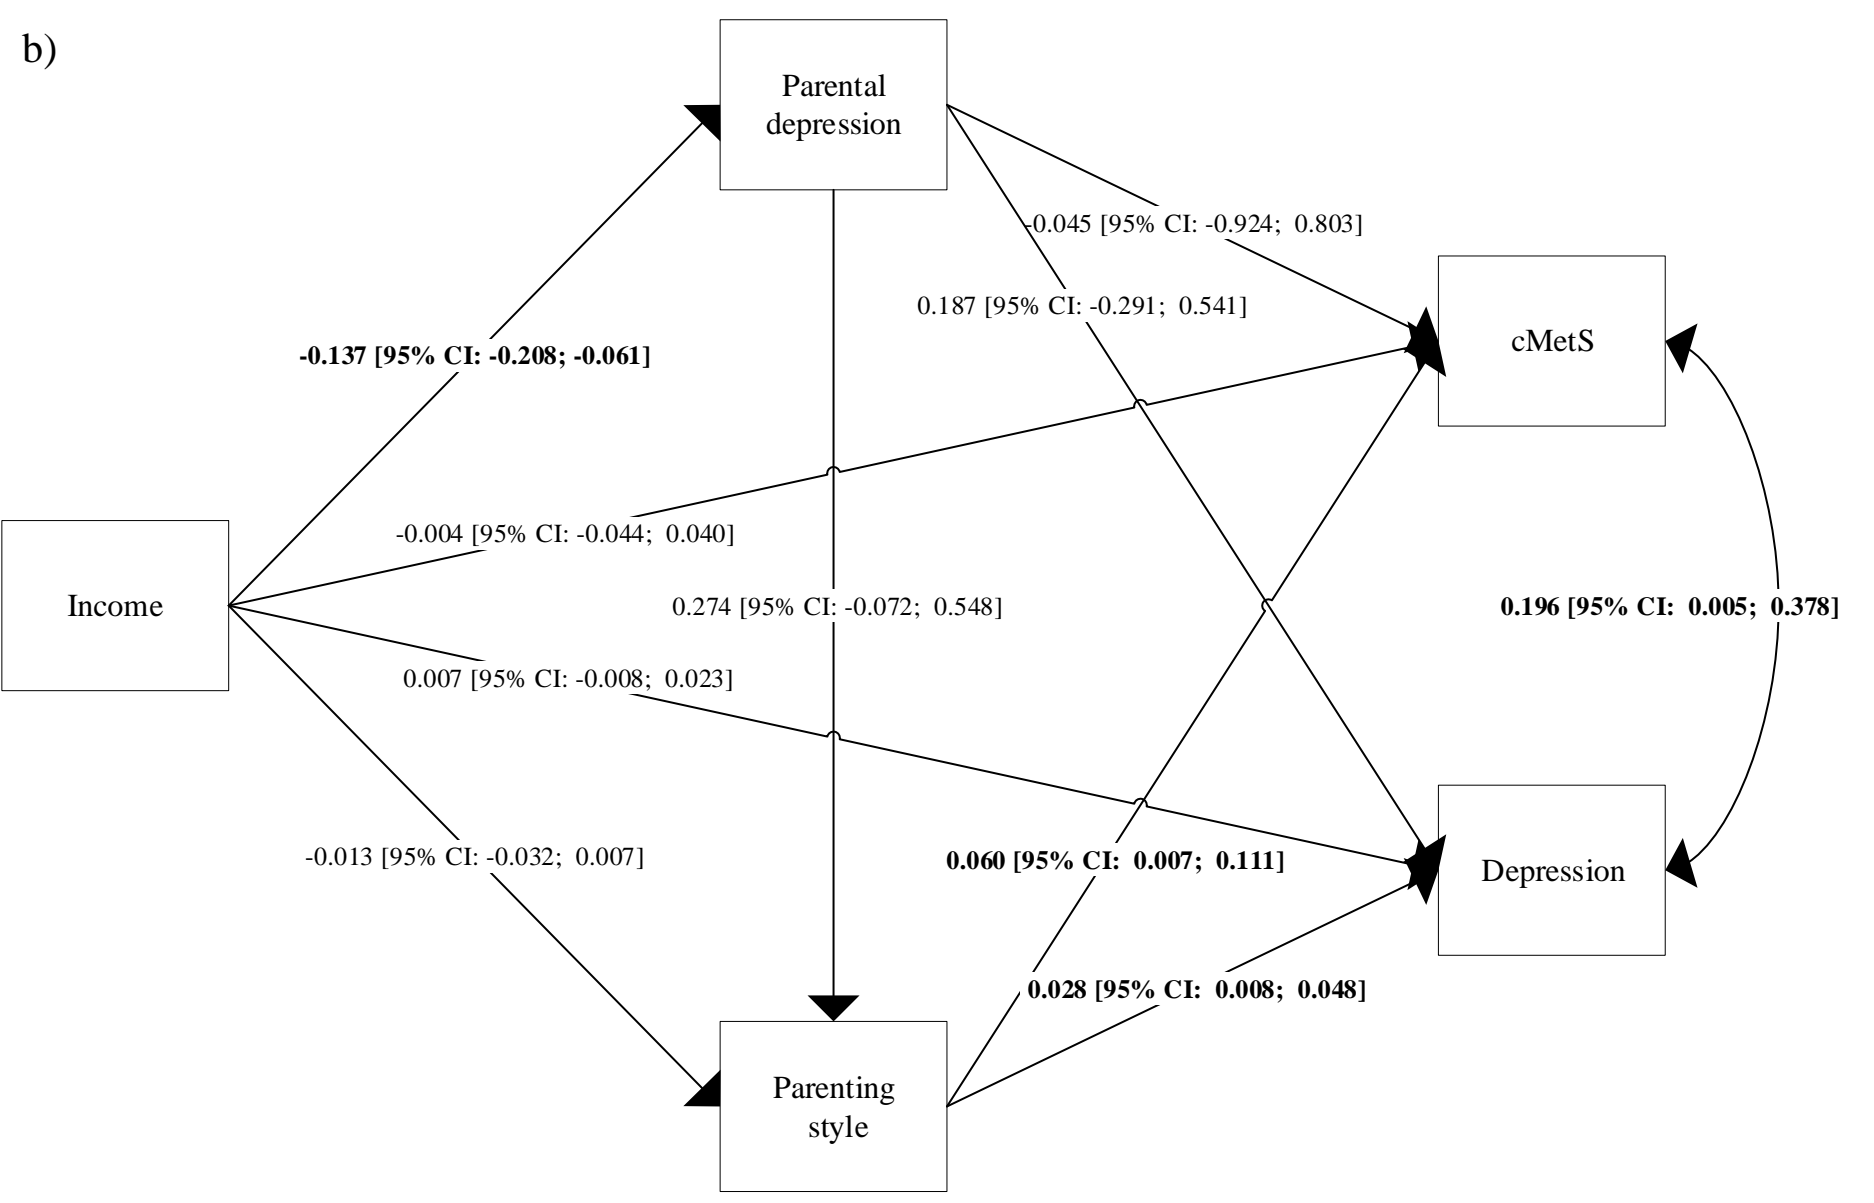 b)
Parental
depression
-0.045 [95% CI: -0.924; 0.803]
0.187 [95% CI: -0.291; 0.541]
cMetS
-0.137 [95% CI: -0.208; -0.061]
-0.004 [95% CI: -0.044; 0.040]
Income
0.274 [95% CI: -0.072; 0.548]
0.196 [95% CI: 0.005; 0.378]
0.007 [95% CI: -0.008; 0.023]
-0.013 [95% CI: -0.032; 0.007]
0.060 [95% CI: 0.007; 0.111]
Depression
0.028 [95% CI: 0.008; 0.048]
Parenting
style